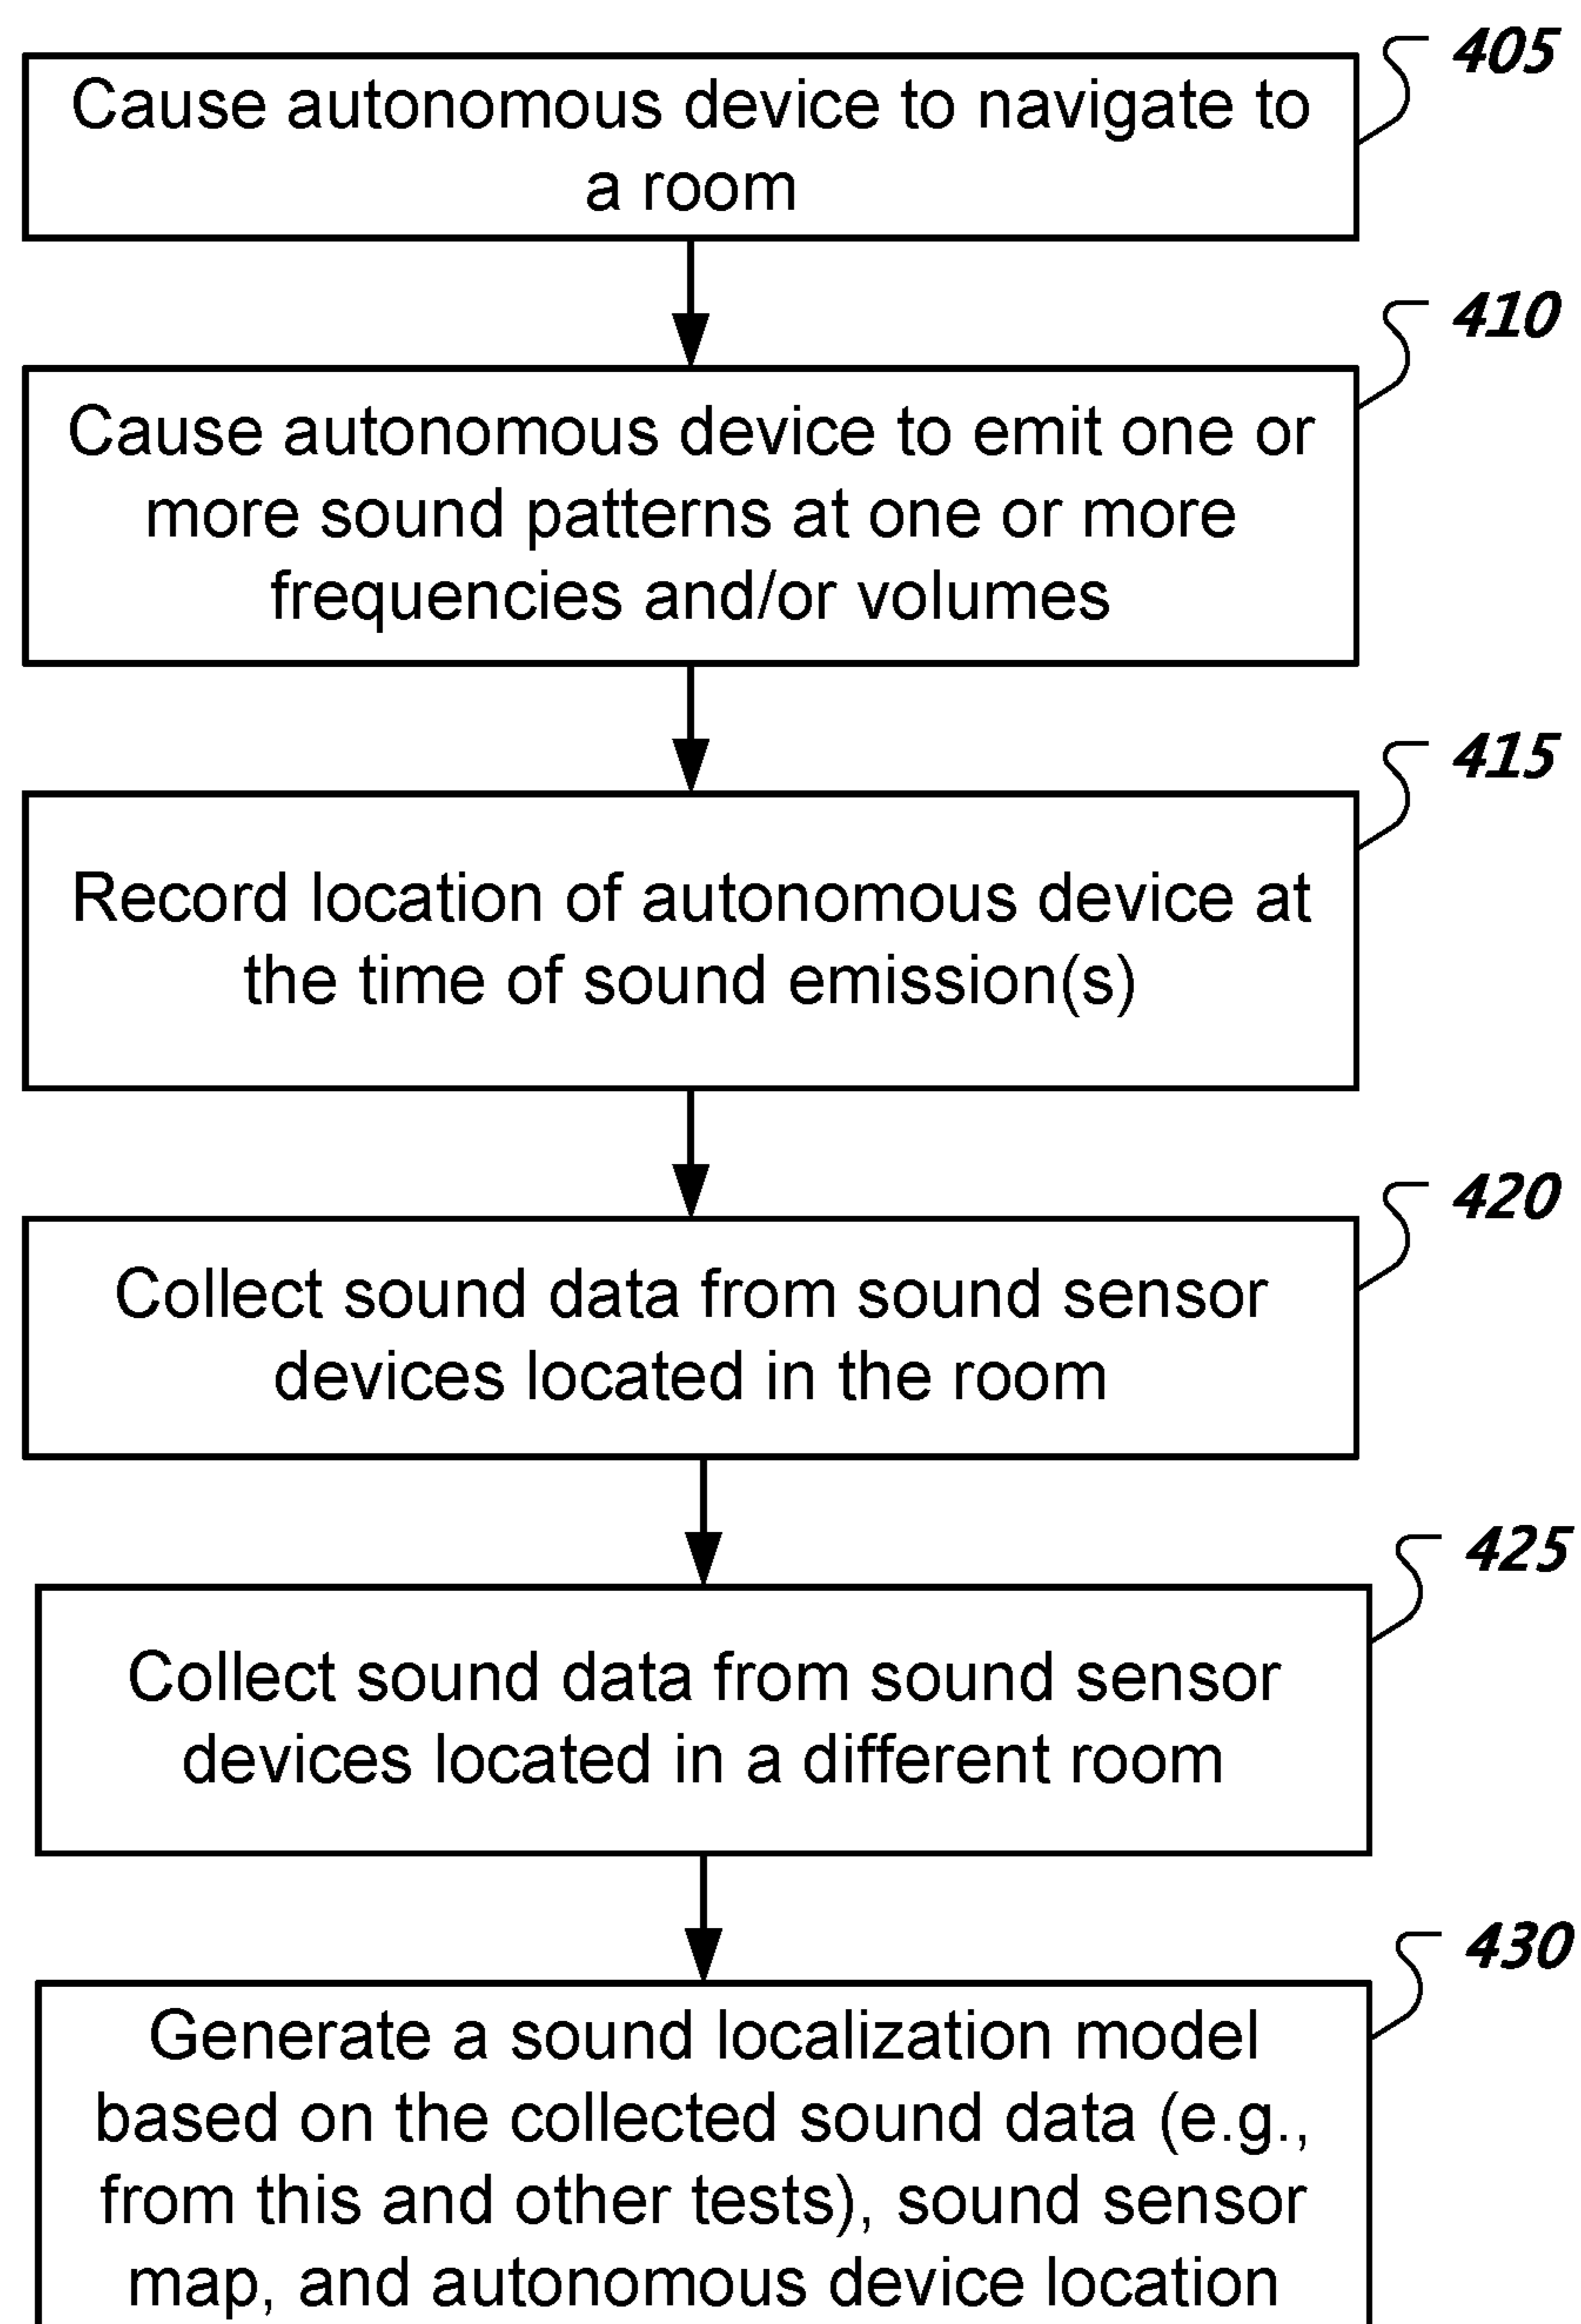 405
Cause autonomous device to navigate to
a room
410
Cause autonomous device to emit one or
more sound patterns at one or more
frequencies and/or volumes
415
Record location of autonomous device at
the time of sound emission(s)
420
Collect sound data from sound sensor
devices located in the room
425
Collect sound data from sound sensor
devices located in a different room
430
Generate a sound localization model
based on the collected sound data (e.g.,
from this and other tests), sound sensor
map, and autonomous device location